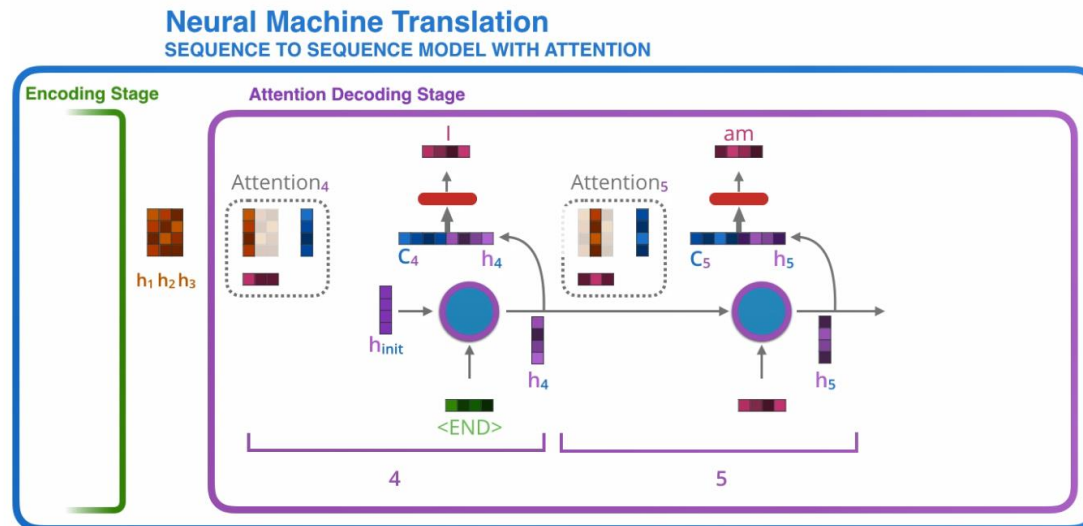 Neural Machine Translation
SEQUENCE TO SEQUENCE MODEL WITH ATTENTION
Encoding Stage
Attention Decoding Stage
I
am
Attention₄
Attention₅
C₄
h₄
C₅
h₅
h₁ h₂ h₃
h_init
h₄
h₅
<END>
4
5